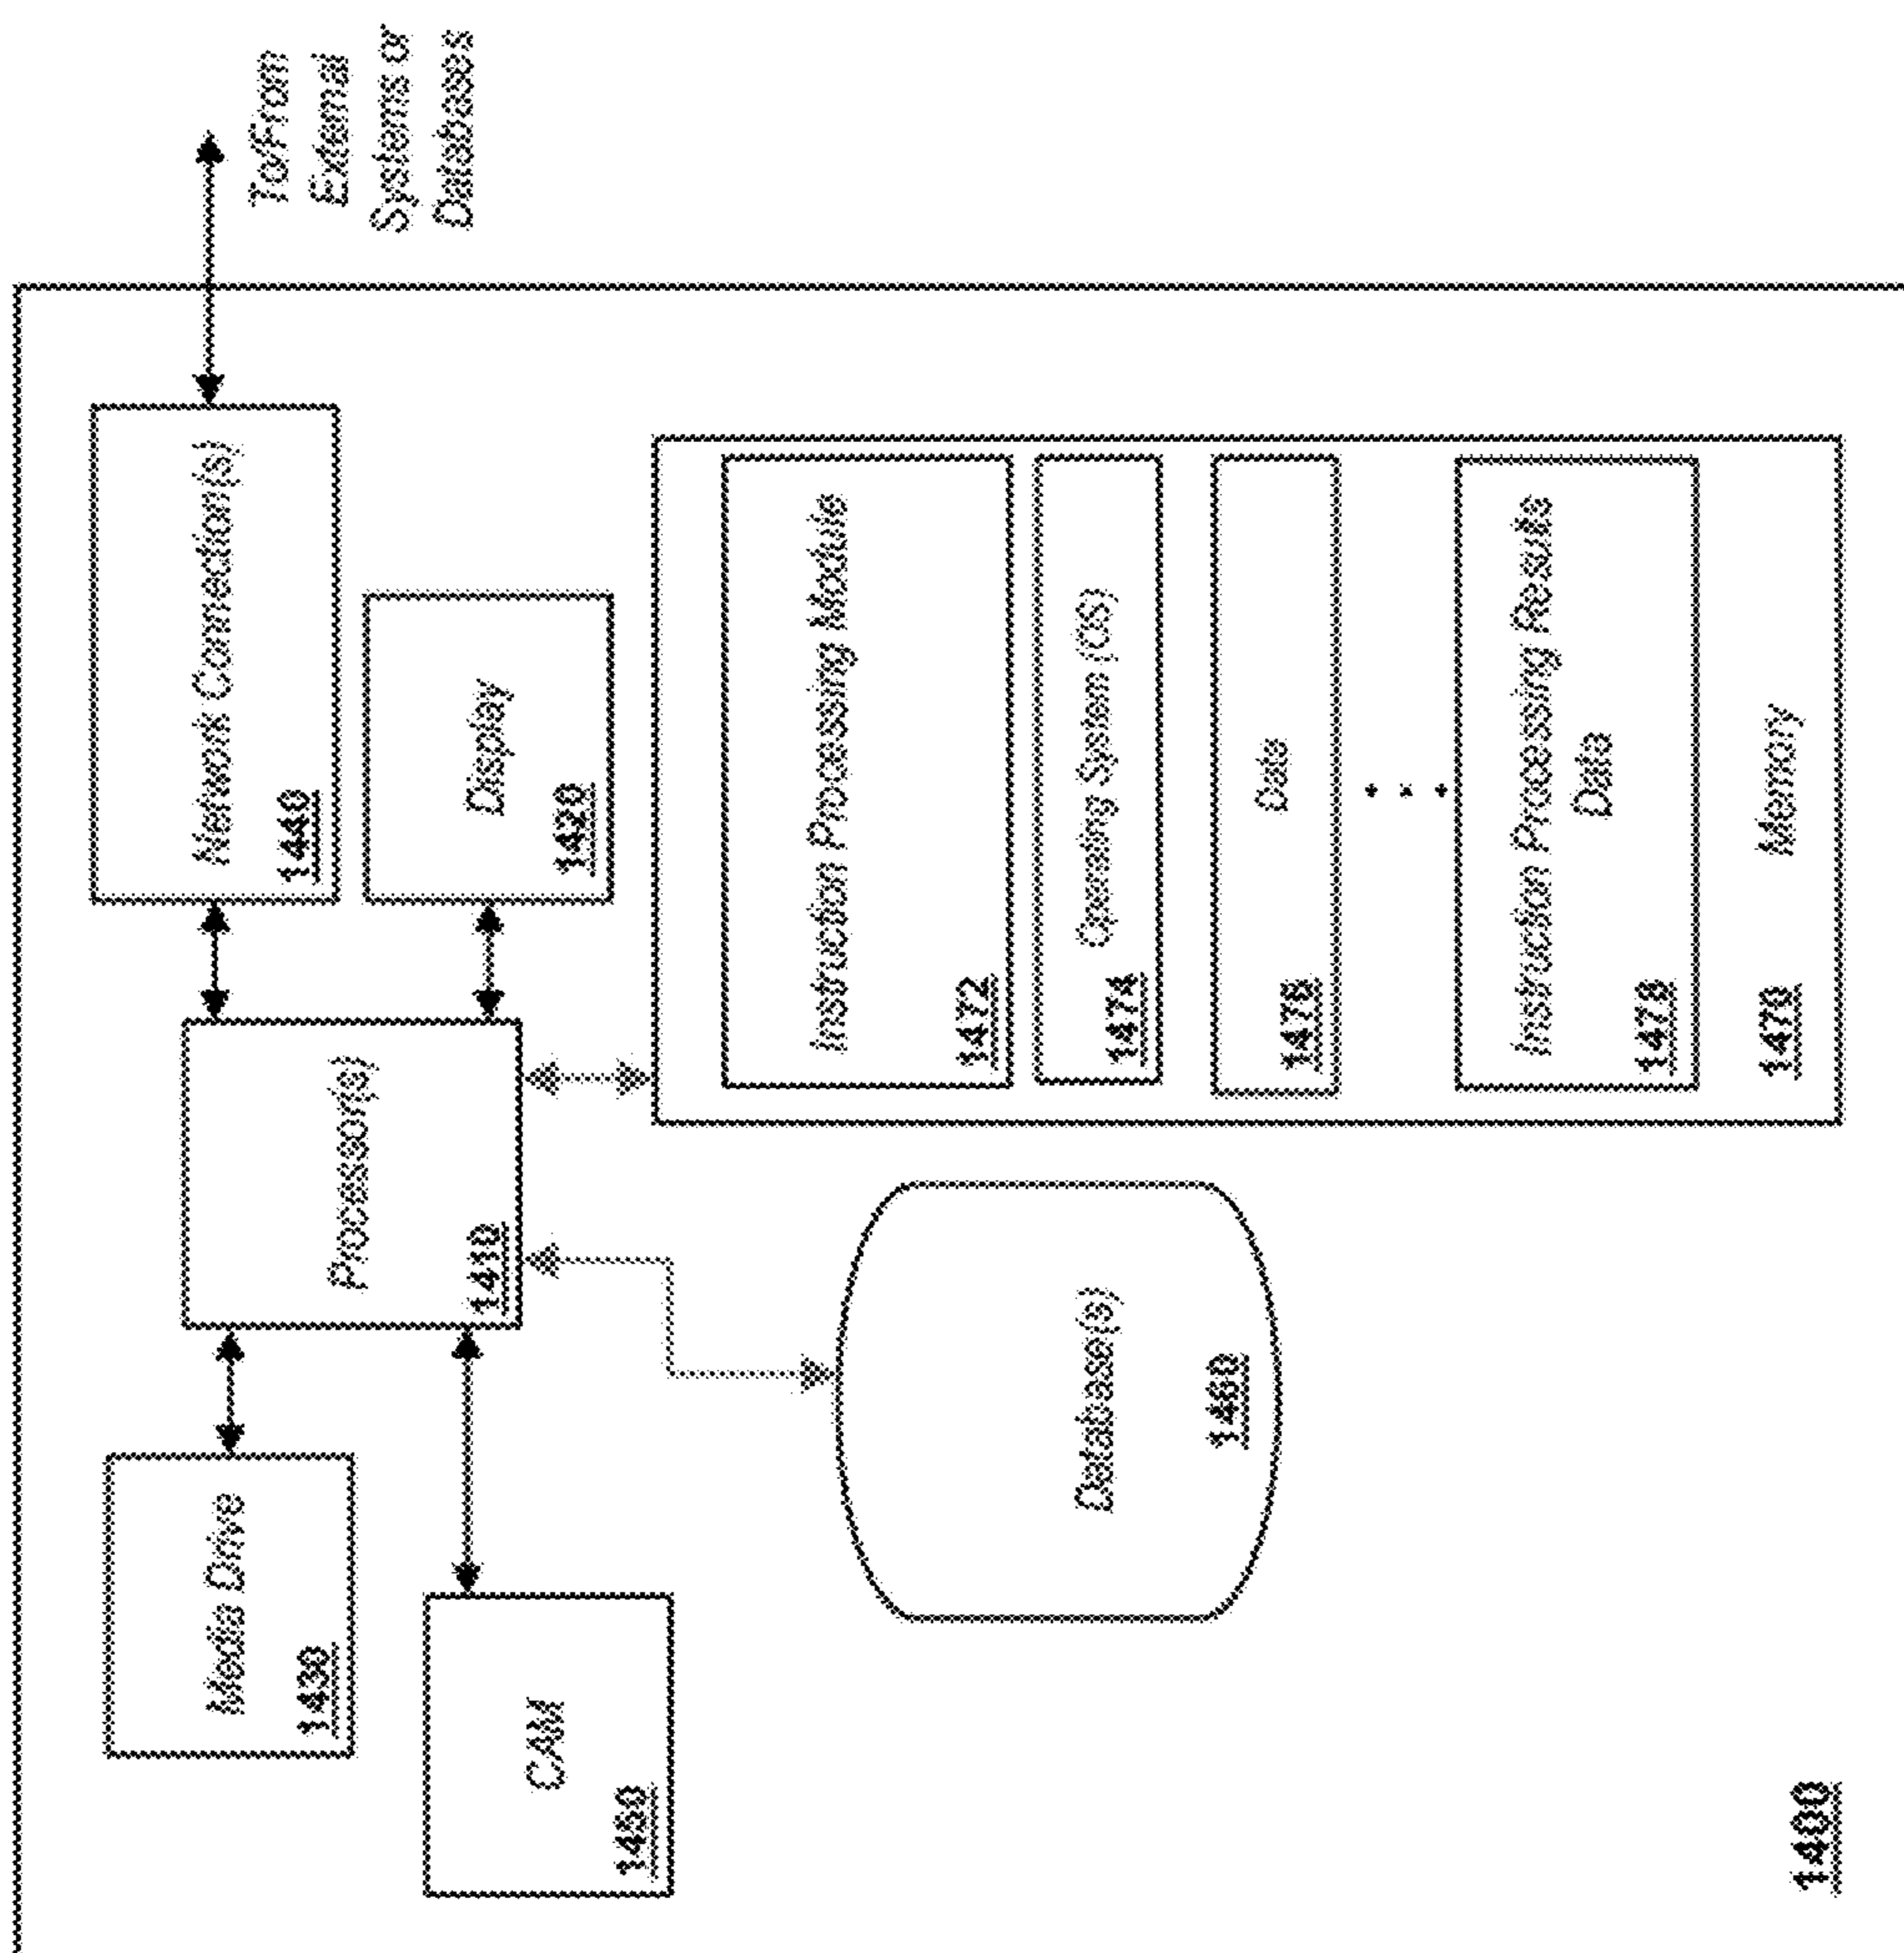 Media Drive
1430
CAM
1450
Processor(s)
1410
Network Connection(s)
1440
To/From
External
Systems or
Databases
Display
1420
Database(s)
1460
Instruction Processing Module
1472
Operating System (OS)
1474
Data
1476
Instruction Processing Results
Data
1478
Memory
1470
1400